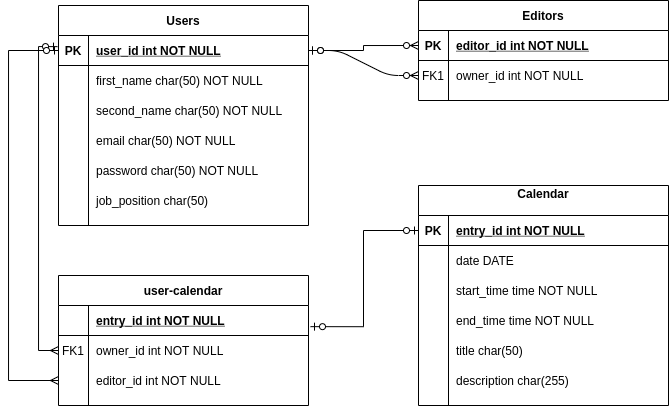 Users
PK user_id int NOT NULL
first_name char(50) NOT NULL
second_name char(50) NOT NULL
email char(50) NOT NULL
password char(50) NOT NULL
job_position char(50)
Editors
PK editor_id int NOT NULL
FK1 owner_id int NOT NULL
user-calendar
entry_id int NOT NULL
FK1 owner_id int NOT NULL
editor_id int NOT NULL
Calendar
PK entry_id int NOT NULL
date DATE
start_time time NOT NULL
end_time time NOT NULL
title char(50)
description char(255)